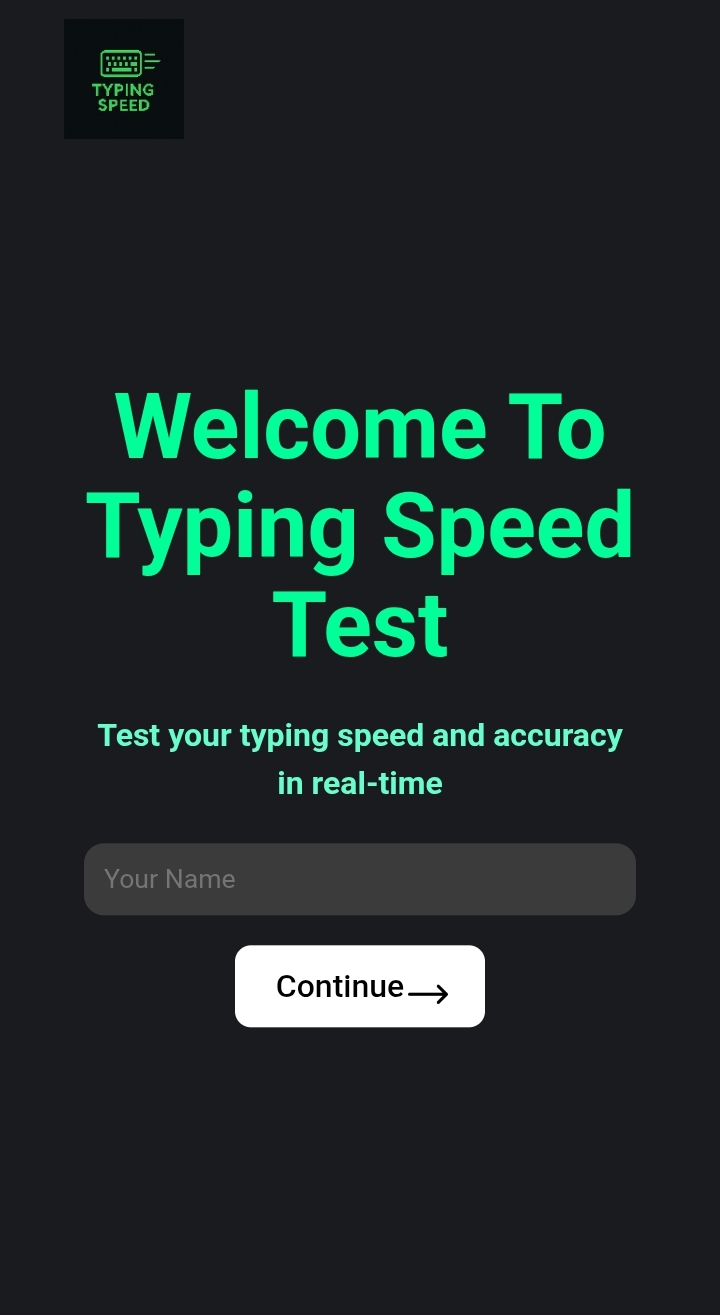 TYPING
SPEED
Welcome To
Typing Speed
Test
Test your typing speed and accuracy
in real-time
Your Name
Continue